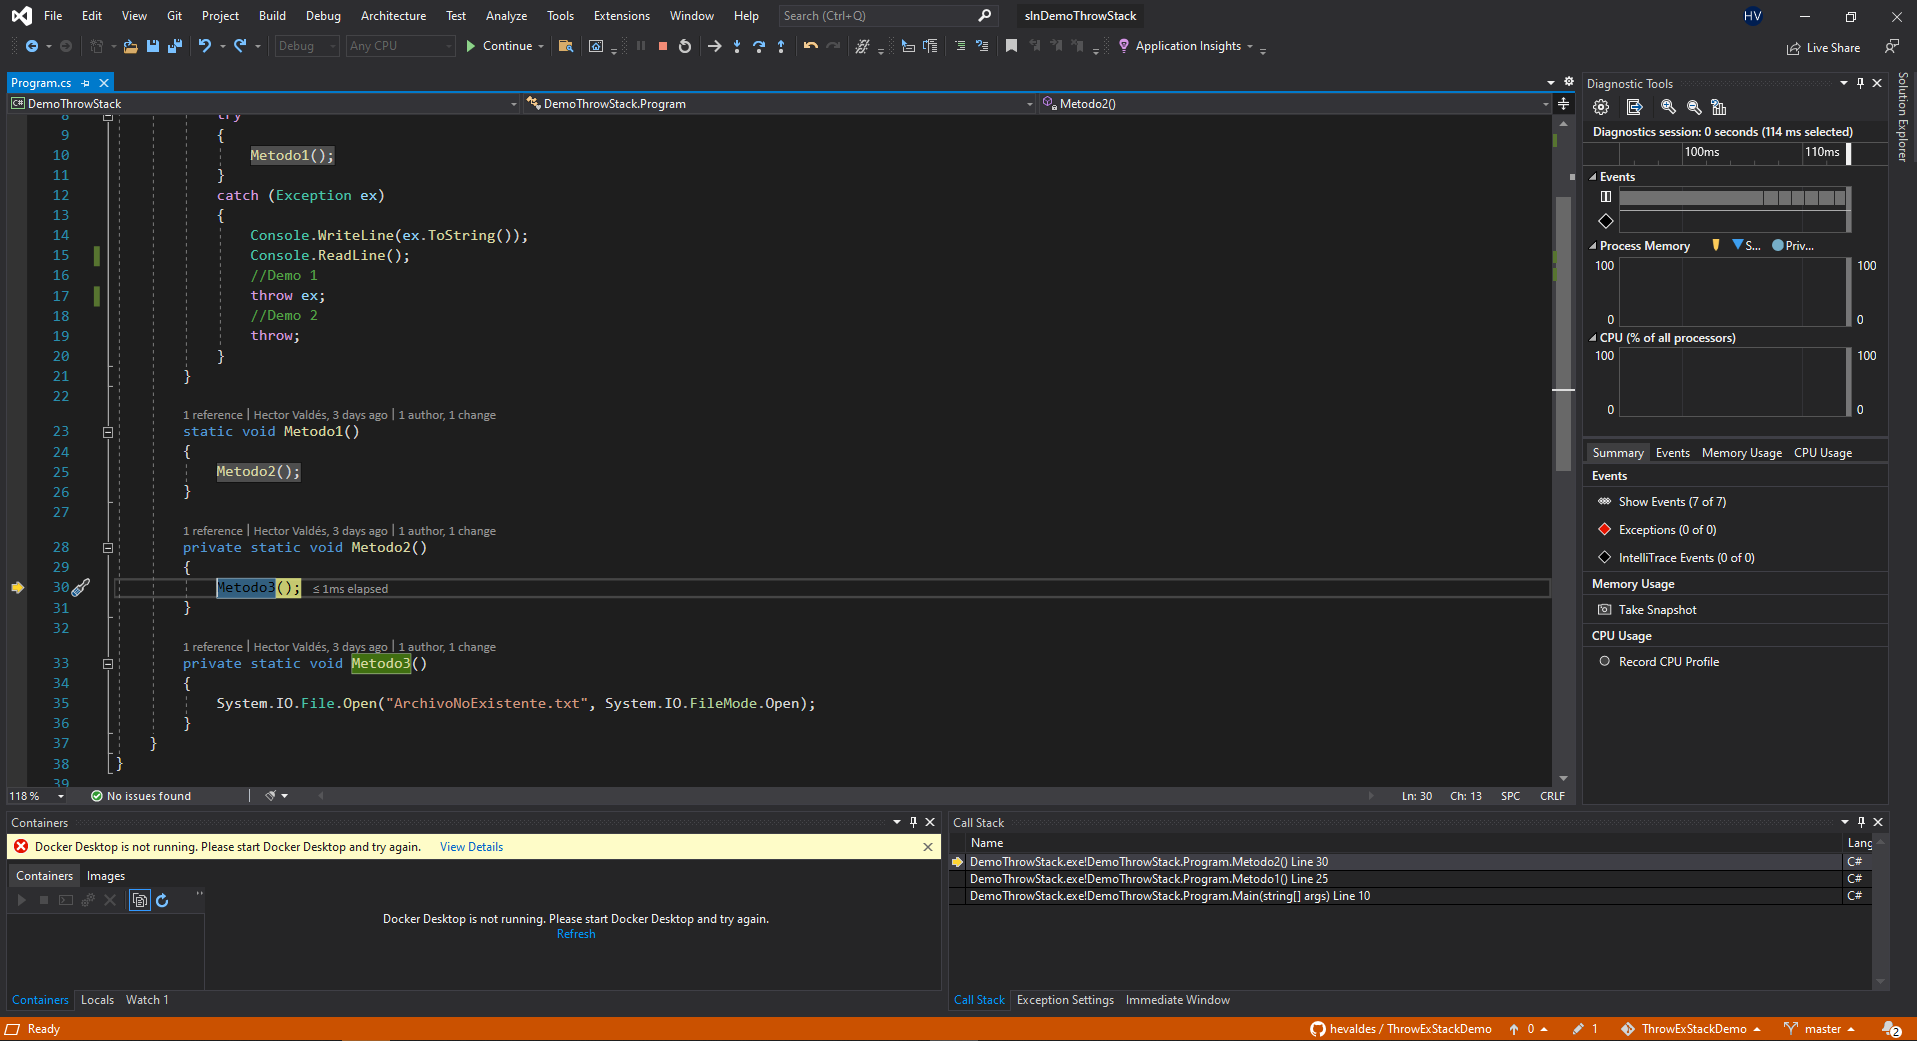 File Edit View Git Project Build Debug Architecture Test Analyze Tools Extensions Window Help Search (Ctrl+Q) slnDemoThrowStack HV
Debug Any CPU Continue Application Insights Live Share
Program.cs
C# DemoThrowStack DemoThrowStack.Program Metodo2()
8 try
9 {
10 Metodo1();
11 }
12 catch (Exception ex)
13 {
14 Console.WriteLine(ex.ToString());
15 Console.ReadLine();
16 //Demo 1
17 throw ex;
18 //Demo 2
19 throw;
20 }
21 }
22
1 reference | Hector Valdés, 3 days ago | 1 author, 1 change
23 static void Metodo1()
24 {
25 Metodo2();
26 }
27
1 reference | Hector Valdés, 3 days ago | 1 author, 1 change
28 private static void Metodo2()
29 {
30 Metodo3(); ≤ 1ms elapsed
31 }
32
1 reference | Hector Valdés, 3 days ago | 1 author, 1 change
33 private static void Metodo3()
34 {
35 System.IO.File.Open("ArchivoNoExistente.txt", System.IO.FileMode.Open);
36 }
37 }
38 }
39
118 % No issues found Ln: 30 Ch: 13 SPC CRLF
Diagnostic Tools
Diagnostics session: 0 seconds (114 ms selected)
100ms 110ms
Events
Process Memory S... Priv...
100 100
0 0
CPU (% of all processors)
100 100
0 0
Summary Events Memory Usage CPU Usage
Events
Show Events (7 of 7)
Exceptions (0 of 0)
IntelliTrace Events (0 of 0)
Memory Usage
Take Snapshot
CPU Usage
Record CPU Profile
Solution Explorer
Containers
Docker Desktop is not running. Please start Docker Desktop and try again. View Details
Containers Images
Docker Desktop is not running. Please start Docker Desktop and try again.
Refresh
Containers Locals Watch 1
Call Stack
Name Lang
DemoThrowStack.exe!DemoThrowStack.Program.Metodo2() Line 30 C#
DemoThrowStack.exe!DemoThrowStack.Program.Metodo1() Line 25 C#
DemoThrowStack.exe!DemoThrowStack.Program.Main(string[] args) Line 10 C#
Call Stack Exception Settings Immediate Window
Ready hevaldes / ThrowExStackDemo 0 1 ThrowExStackDemo master 2